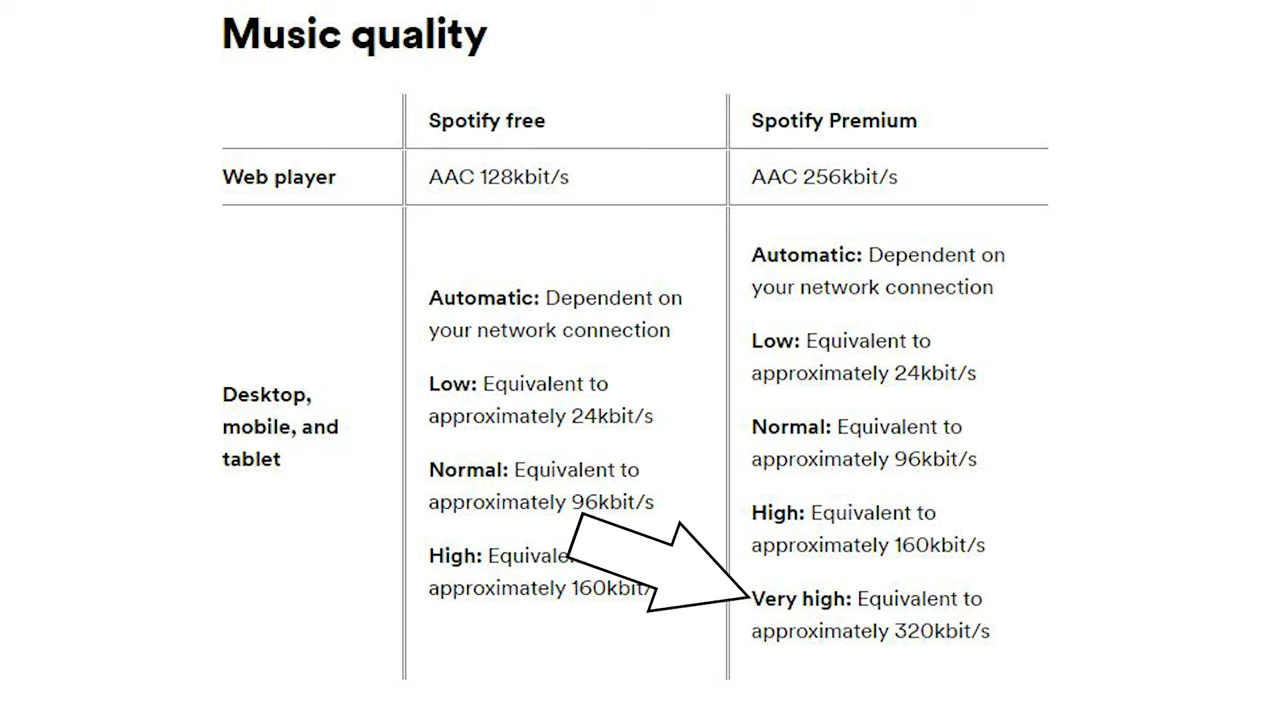 Music quality
Spotify free
Spotify Premium
Web player
AAC 128kbit/s
AAC 256kbit/s
Desktop,
mobile, and
tablet
Automatic: Dependent on
your network connection
Low: Equivalent to
approximately 24kbit/s
Normal: Equivalent to
approximately 96kbit/s
High:
approximately 160kbit/
Automatic: Dependent on
your network connection
Low: Equivalent to
approximately 24kbit/s
Normal: Equivalent to
approximately 96kbit/s
High: Equivalent to
approximately 160kbit/s
Very high: Equivalent to
approximately 320kbit/s